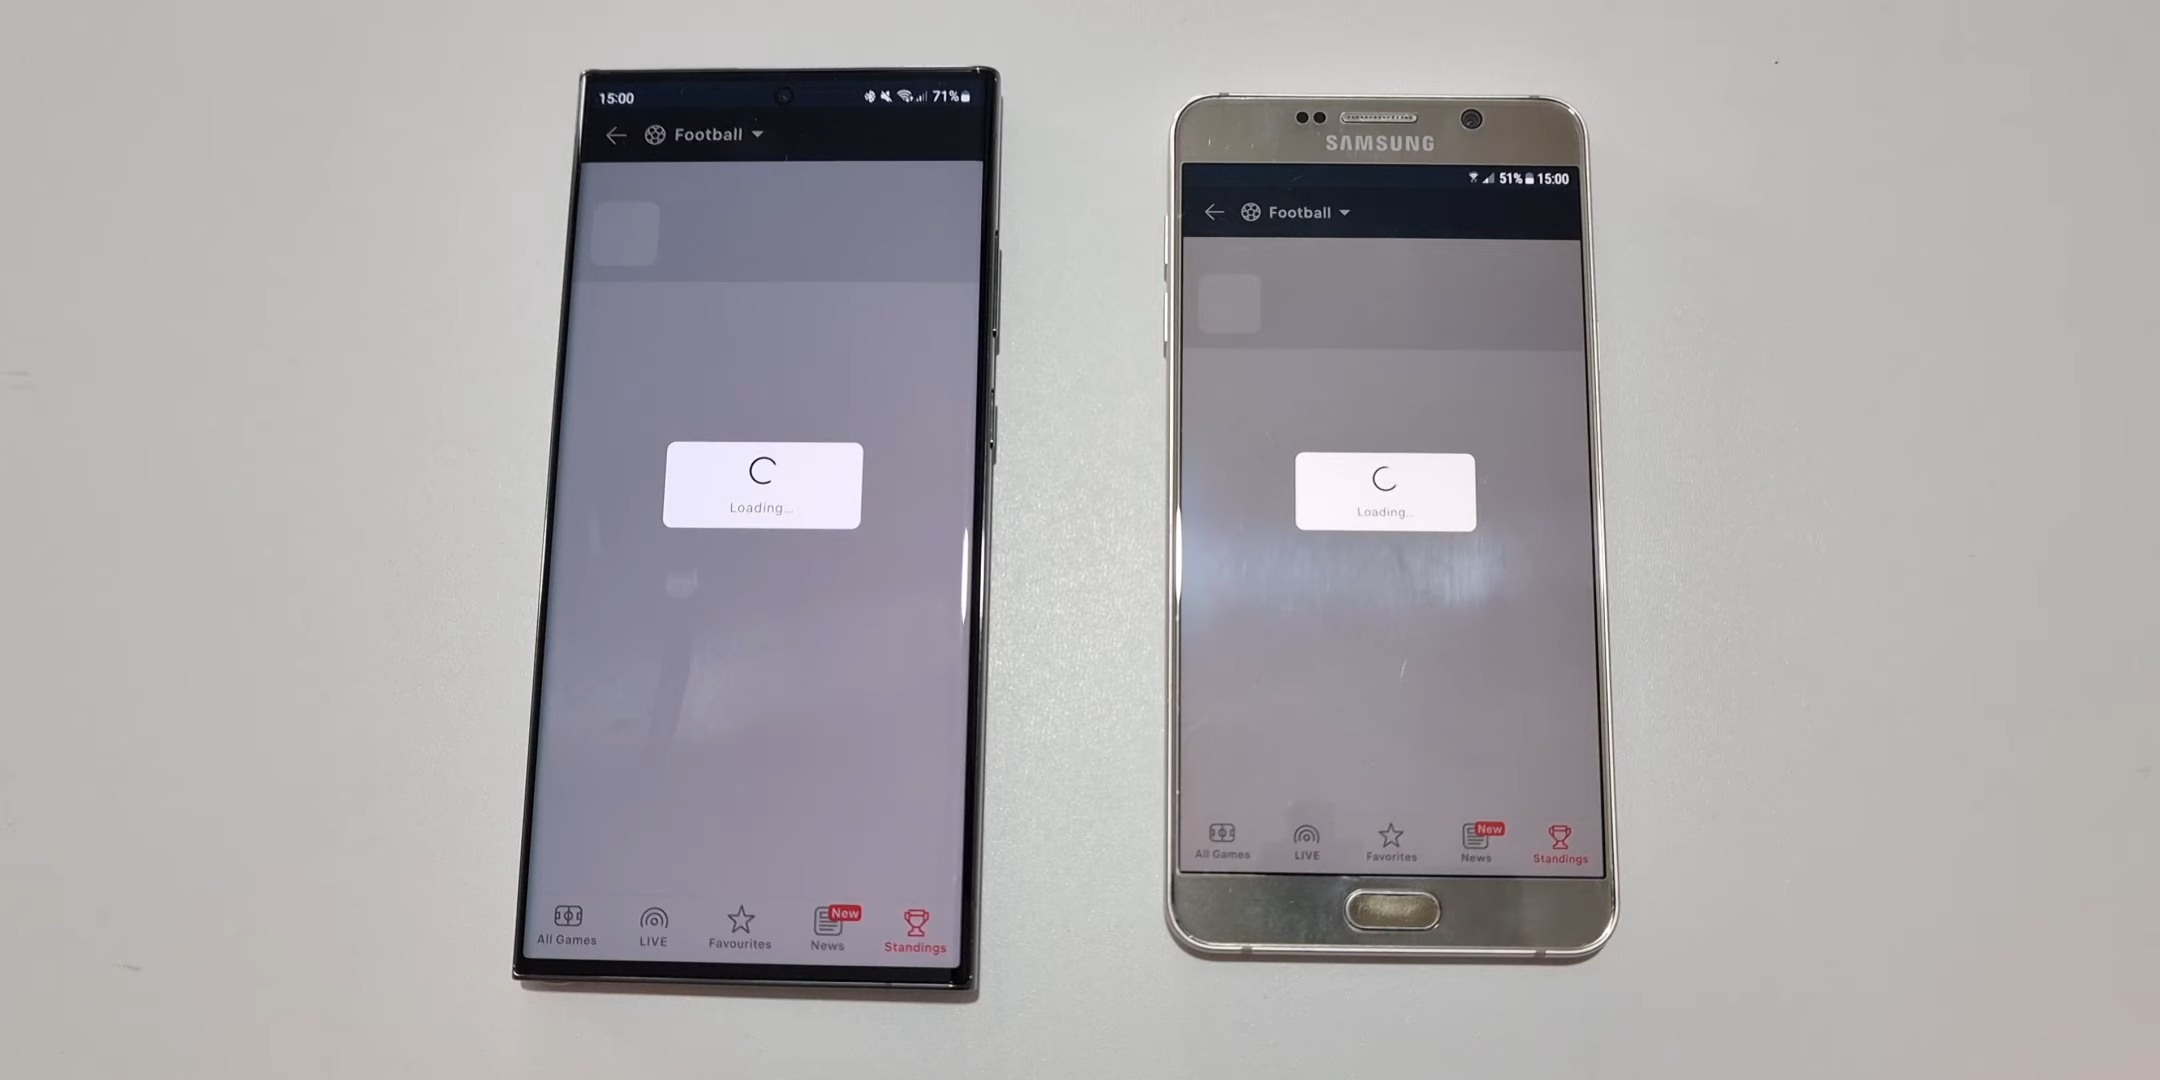 15:00 71%
Football
Loading...
All Games LIVE Favourites News New Standings
SAMSUNG
51% 15:00
Football
Loading...
All Games LIVE Favorites News New Standings